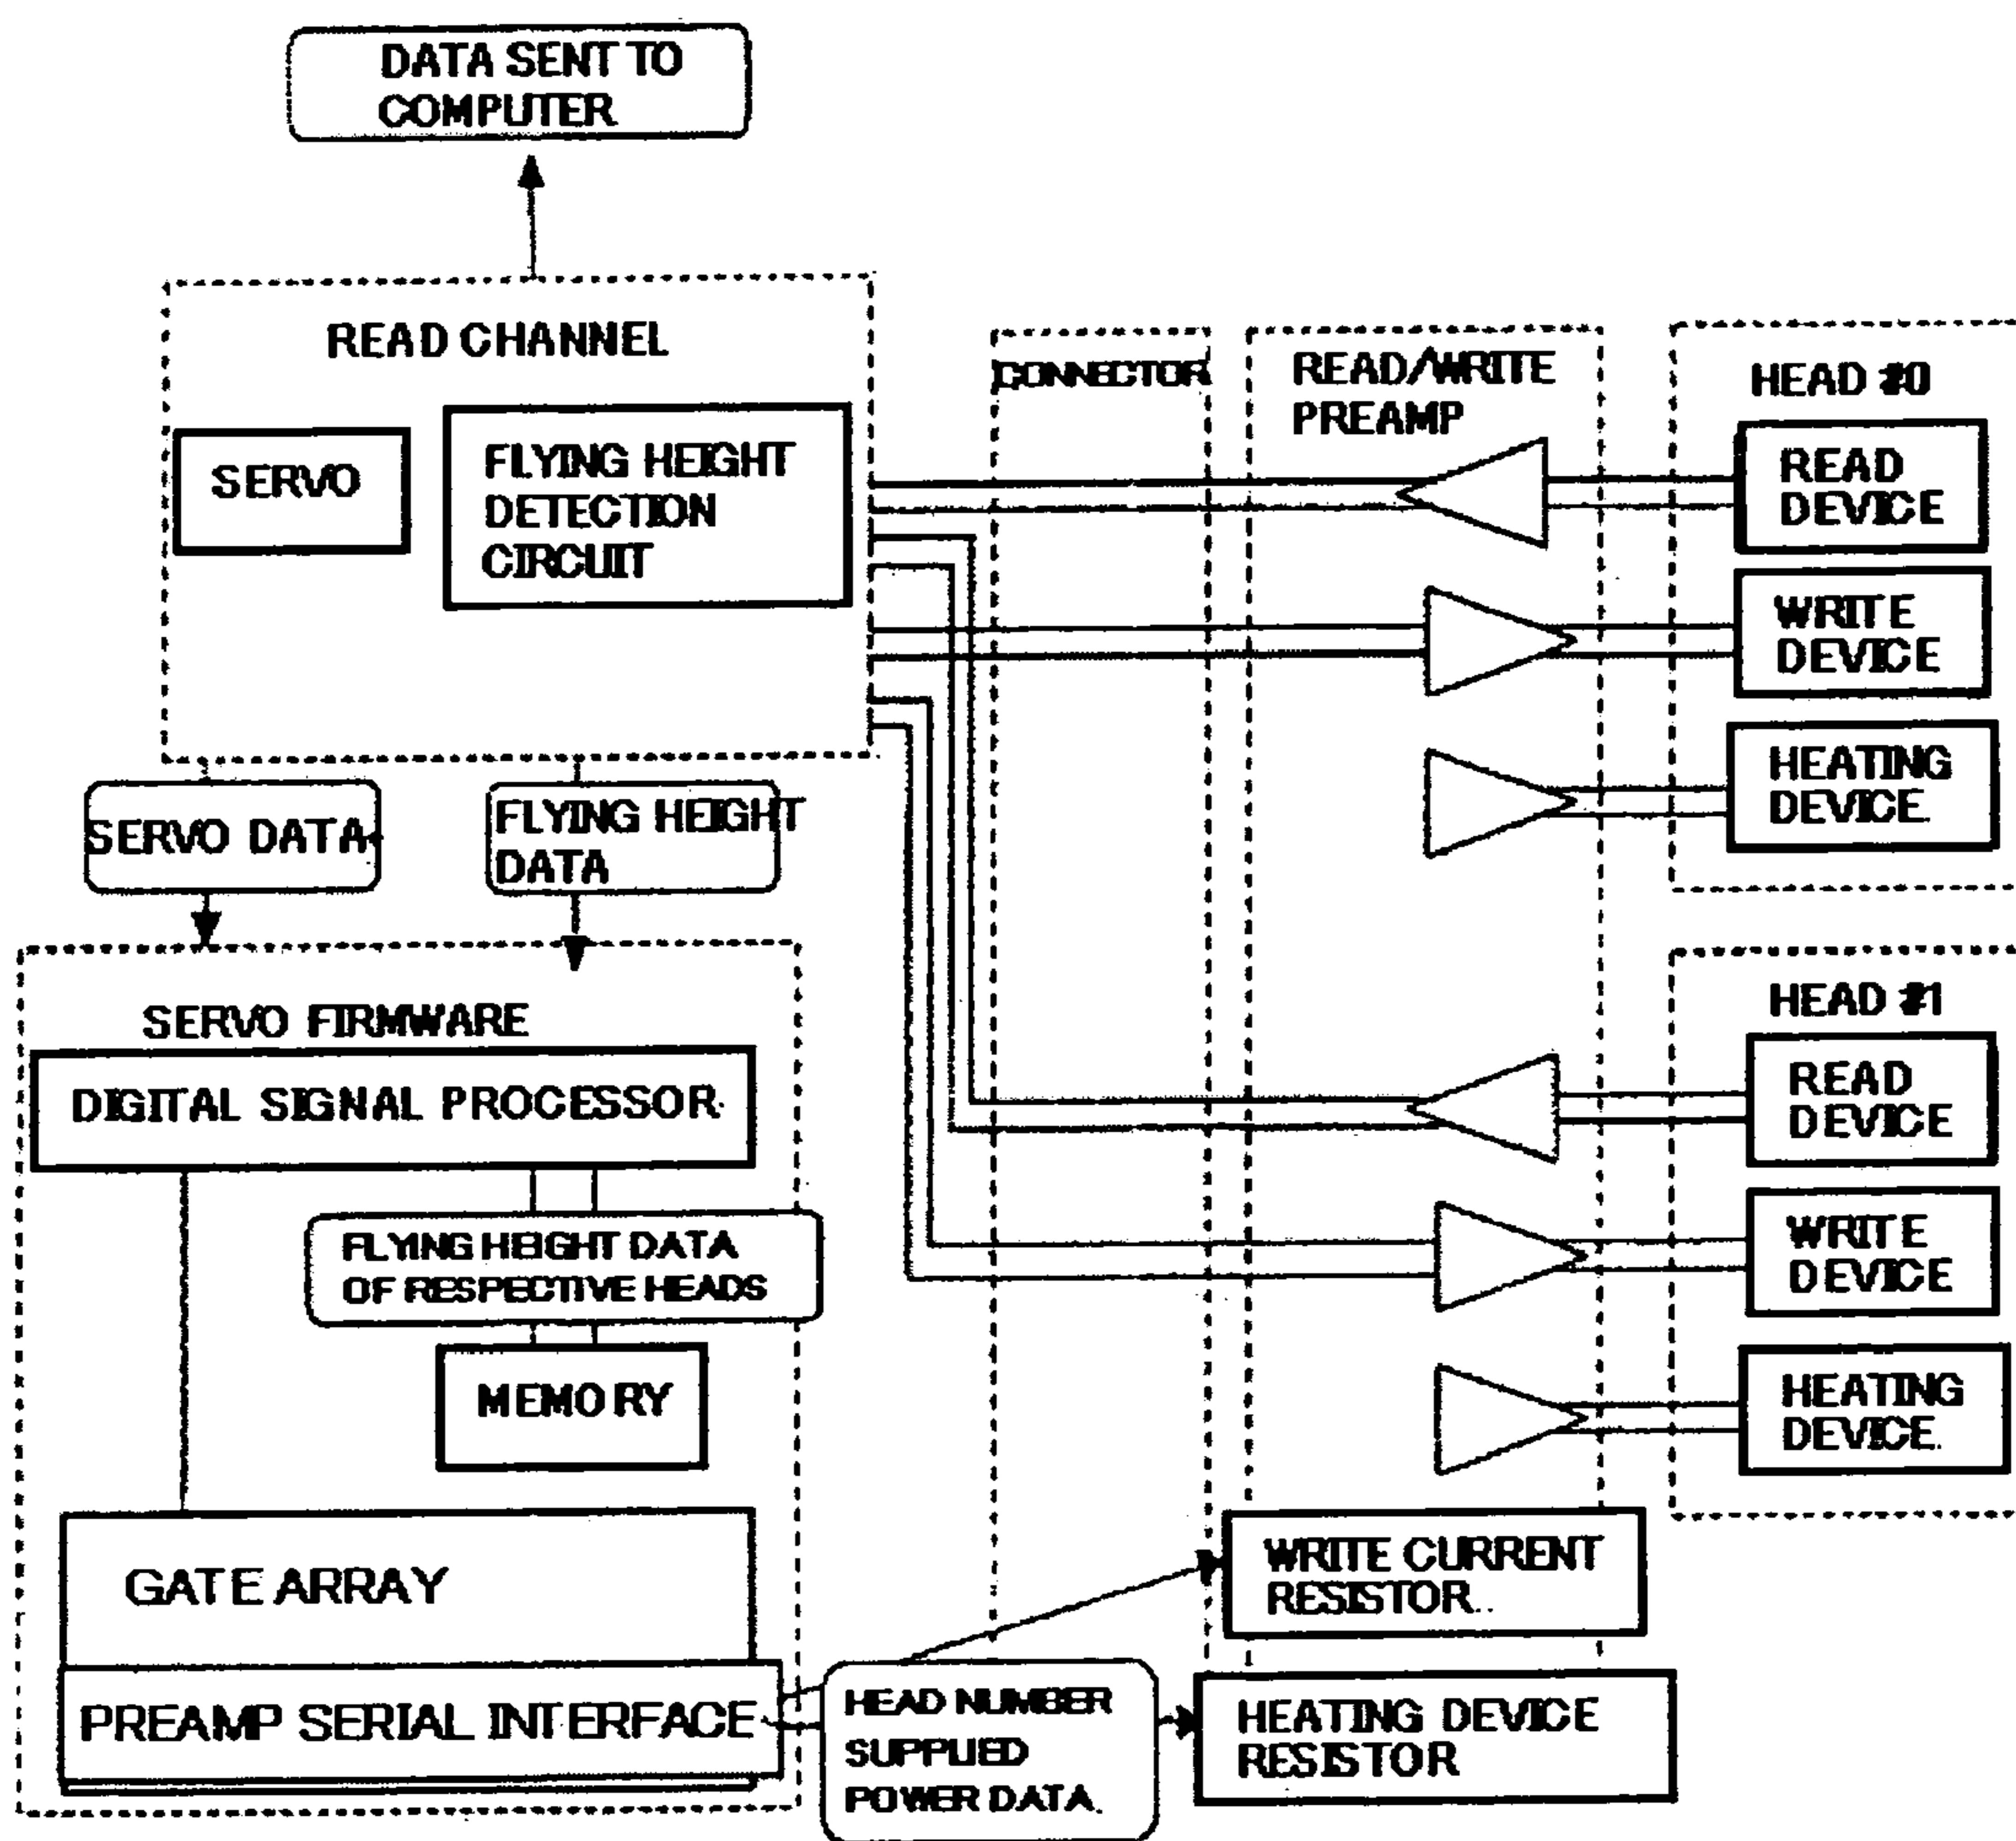 DATA SENT TO
COMPUTER
READ CHANNEL
SERVO
FLYING HEIGHT
DETECTION
CIRCUIT
CONNECTOR
READ/WRITE
PREAMP
HEAD #0
READ
DEVICE
WRITE
DEVICE
HEATING
DEVICE.
SERVO DATA
FLYING HEIGHT
DATA
SERVO FIRMWARE
DIGITAL SIGNAL PROCESSOR
FLYING HEIGHT DATA
OF RESPECTIVE HEADS
MEMORY
GATE ARRAY
PREAMP SERIAL INTERFACE
HEAD #1
READ
DEVICE
WRITE
DEVICE
HEATING
DEVICE.
WRITE CURRENT
RESISTOR..
HEAD NUMBER
SUPPLIED
POWER DATA.
HEATING DEVICE
RESISTOR